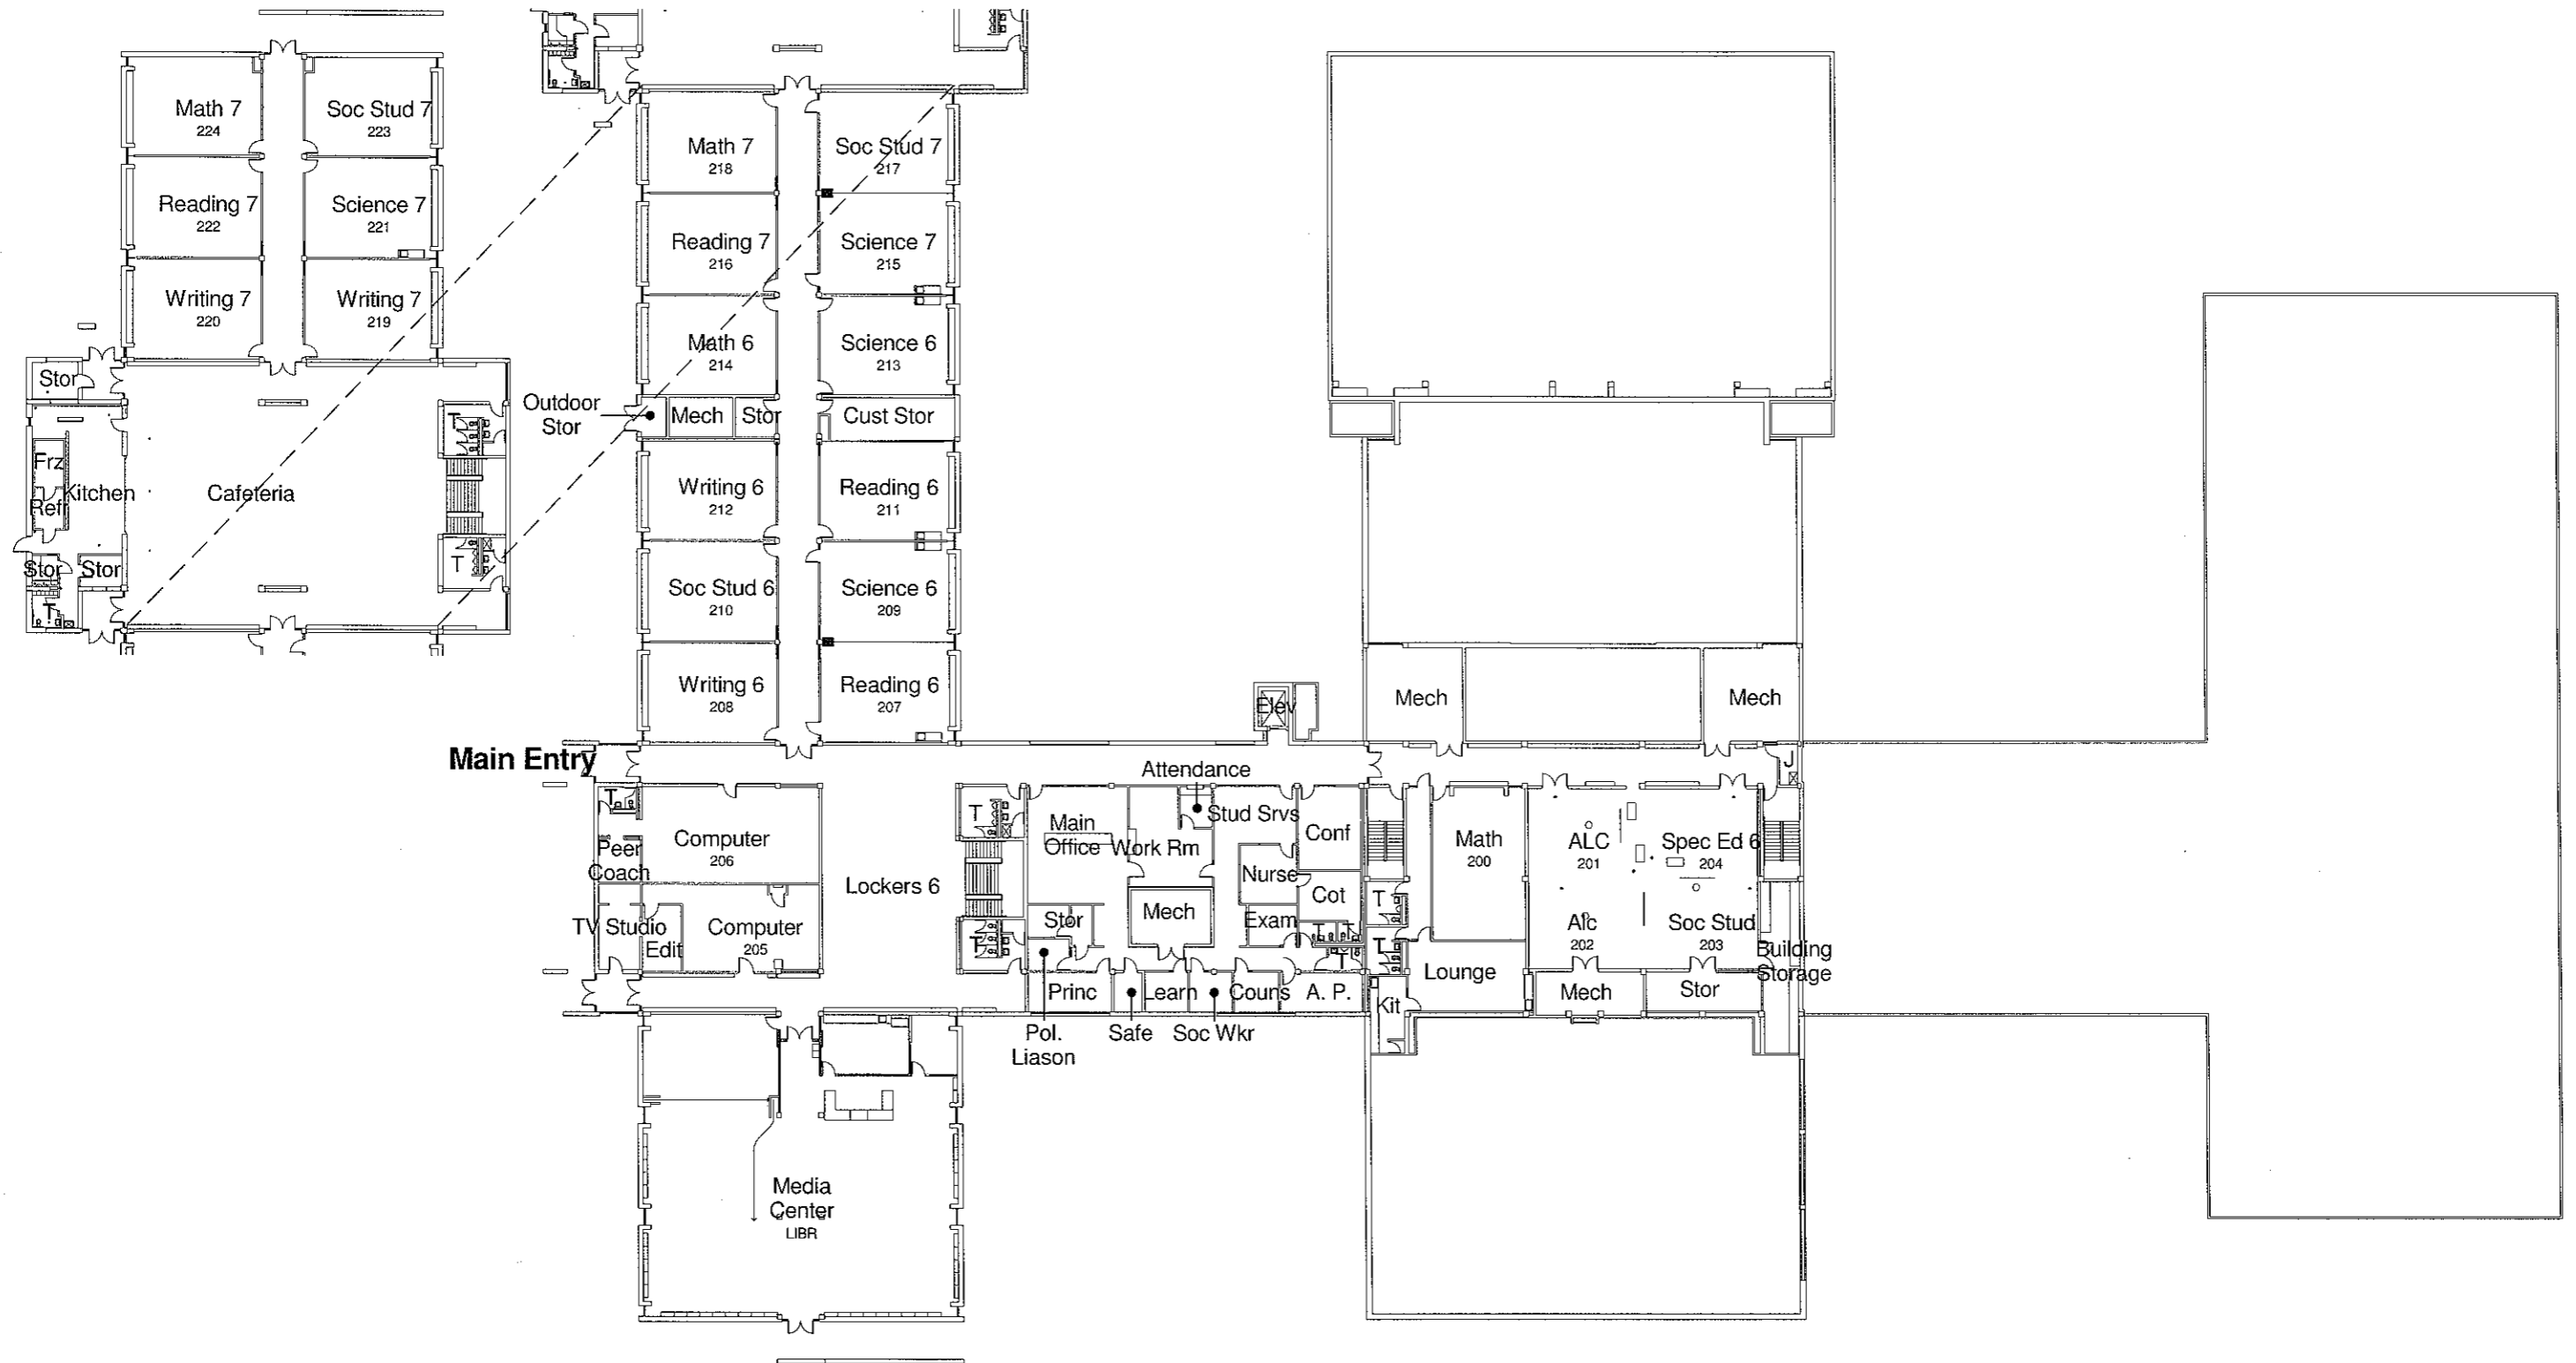 Math 7
224
Soc Stud 7
223
Reading 7
222
Science 7
221
Writing 7
220
Writing 7
219
Stor
T
Frz
Kitchen
Refr
Cafeteria
T
Stor
Stor
T
Math 7
218
Soc Stud 7
217
Reading 7
216
Science 7
215
Math 6
214
Science 6
213
Outdoor
Stor
Mech
Stor
Cust Stor
Writing 6
212
Reading 6
211
Soc Stud 6
210
Science 6
209
Writing 6
208
Reading 6
207
Main Entry
Elev
Mech
Mech
J
Attendance
T
Peer
Coach
Computer
206
TV Studio
Edit
Computer
205
Lockers 6
T
T
Main
Office
Work Rm
Stud Srvs
Conf
Nurse
Cot
Stor
Mech
Exam
T
T
T
Princ
Learn
Couns
A. P.
Pol.
Liason
Safe
Soc Wkr
T
T
Kit
Math
200
Lounge
ALC
201
Spec Ed 6
204
Alc
202
Soc Stud
203
Building
Storage
Mech
Stor
Media
Center
LIBR